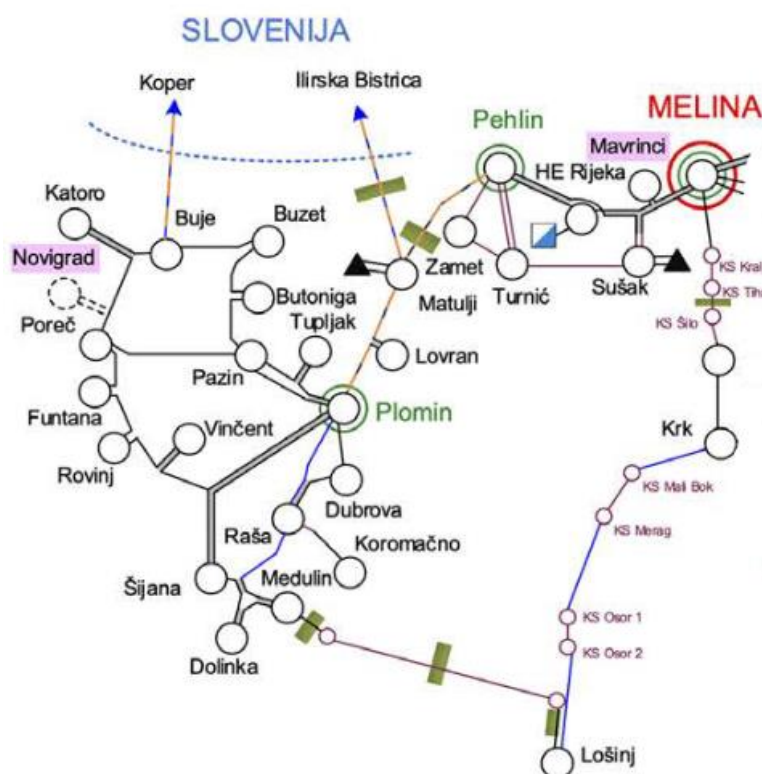 SLOVENIJA
Koper
Ilirska Bistrica
MELINA
Pehlin
Mavrinci
HE Rijeka
Katoro
Buje
Buzet
Novigrad
Zamet
KS Kral
Butoniga
Matulji
Turnić
Sušak
KS Tih
Poreč
Tupljak
KS Šilo
Lovran
Pazin
Funtana
Plomin
Vinčent
Krk
Rovinj
KS Mali Bok
Dubrova
Raša
KS Merag
Koromačno
Šijana
Medulin
KS Osor 1
Dolinka
KS Osor 2
Lošinj